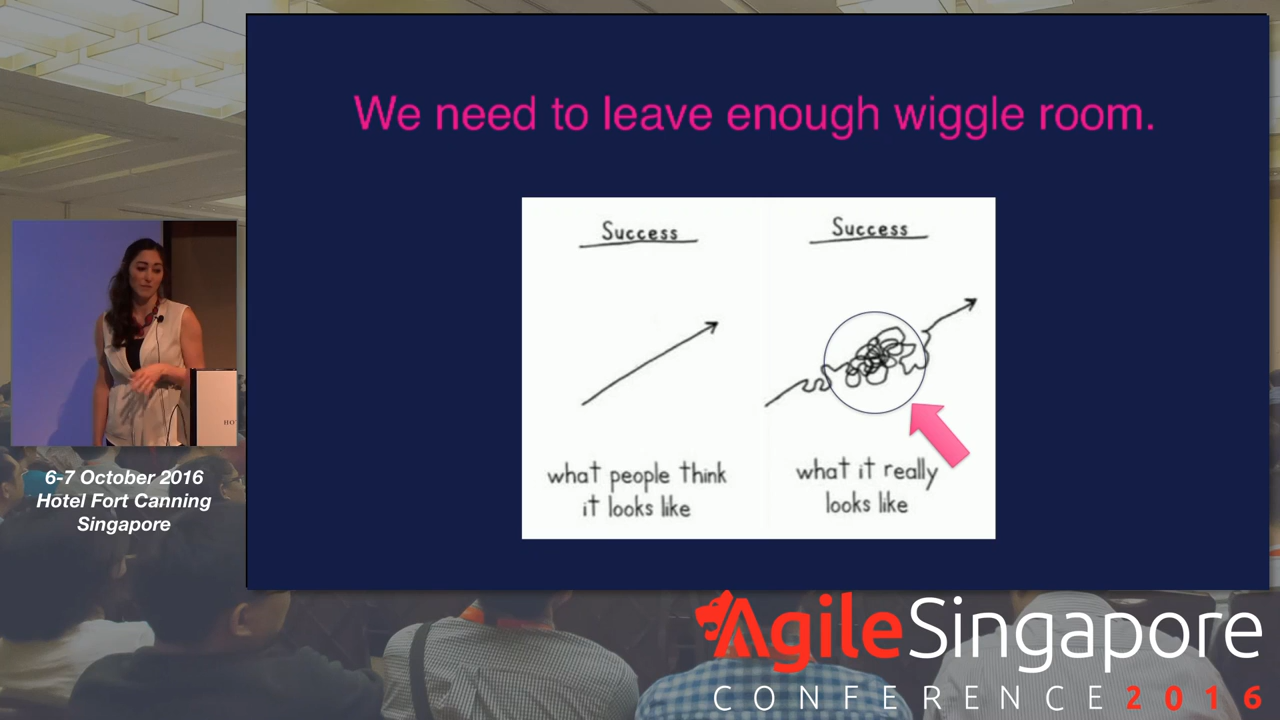 We need to leave enough wiggle room.
Success
what people think
it looks like
Success
what it really
looks like
HO
6-7 October 2016
Hotel Fort Canning
Singapore
AgileSingapore
CONFERENCE 2016